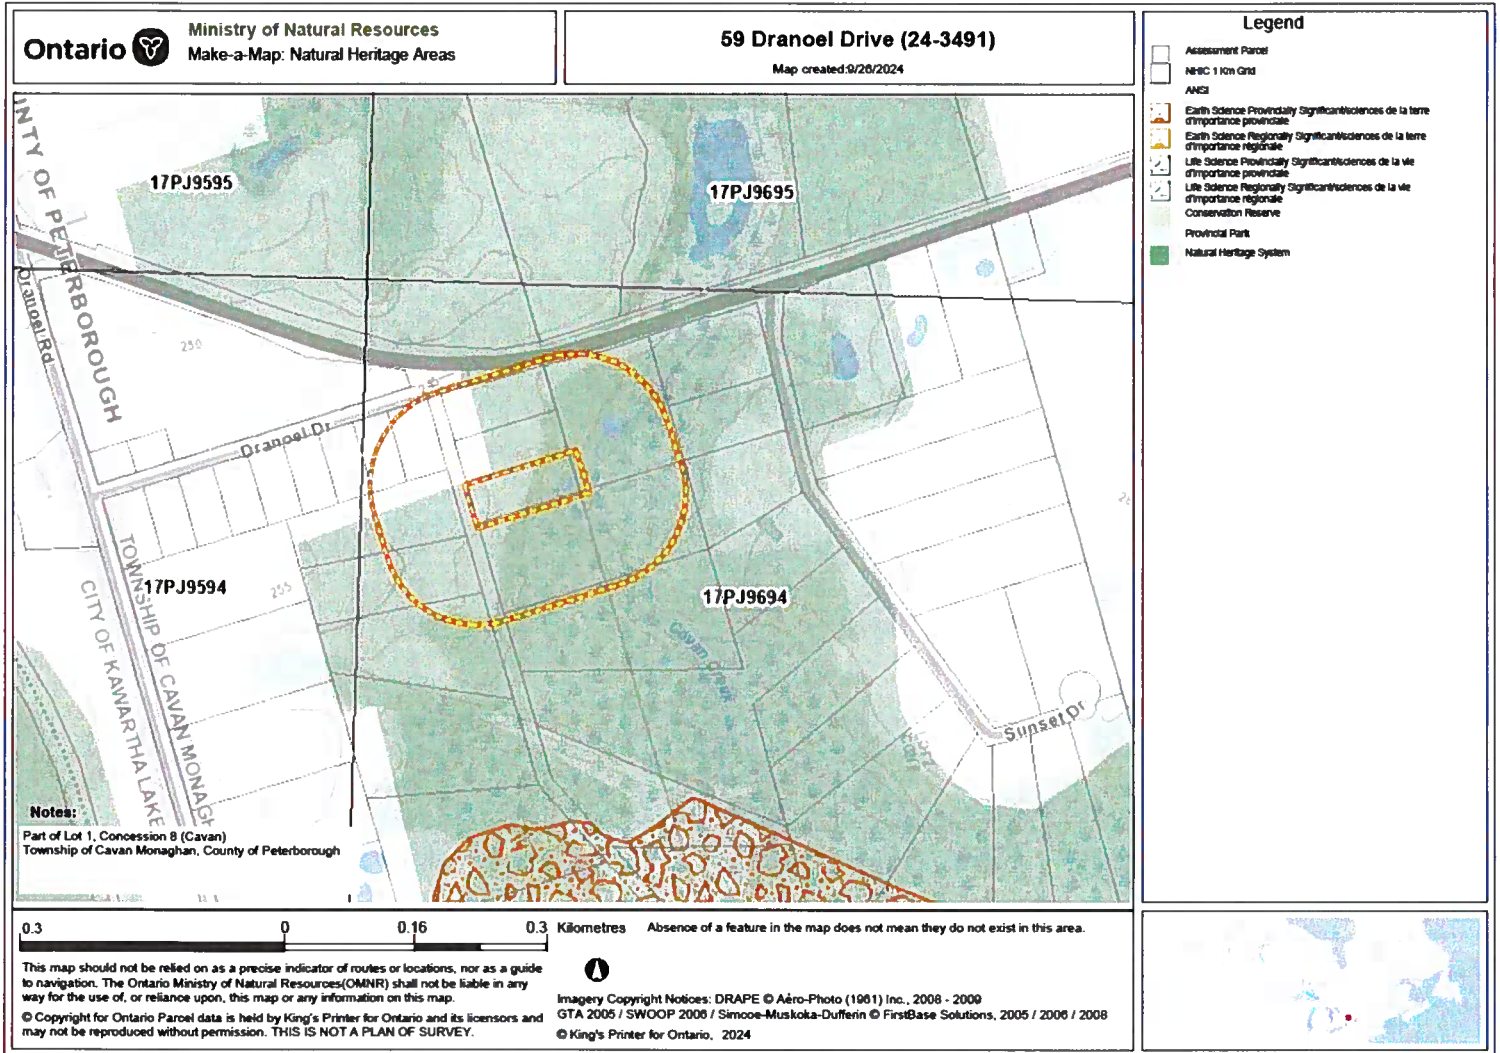 Ontario
Ministry of Natural Resources
Make-a-Map: Natural Heritage Areas
59 Dranoel Drive (24-3491)
Map created:9/26/2024
Legend
Assessment Parcel
NHIC 1 Km Grid
ANSI
Earth Science Provincially Significant/sciences de la terre
d'importance provinciale
Earth Science Regionally Significant/sciences de la terre
d'importance régionale
Life Science Provincially Significant/sciences de la vie
d'importance provinciale
Life Science Regionally Significant/sciences de la vie
d'importance régionale
Conservation Reserve
Provincial Park
Natural Heritage System
17PJ9595
17PJ9695
UNTY OF PETERBOROUGH
Dranoel Rd
250
Dranoel Dr
17PJ9594
255
17PJ9694
TOWNSHIP OF CAVAN MONAGH
CITY OF KAWARTHA LAKE
Cavan Creek
Sunset Dr
Notes:
Part of Lot 1, Concession 8 (Cavan)
Township of Cavan Monaghan, County of Peterborough
0.3 0 0.16 0.3 Kilometres
Absence of a feature in the map does not mean they do not exist in this area.
This map should not be relied on as a precise indicator of routes or locations, nor as a guide
to navigation. The Ontario Ministry of Natural Resources(OMNR) shall not be liable in any
way for the use of, or reliance upon, this map or any information on this map.
© Copyright for Ontario Parcel data is held by King's Printer for Ontario and its licensors and
may not be reproduced without permission. THIS IS NOT A PLAN OF SURVEY.
Imagery Copyright Notices: DRAPE © Aéro-Photo (1961) Inc., 2008 - 2009
GTA 2005 / SWOOP 2006 / Simcoe-Muskoka-Dufferin © FirstBase Solutions, 2005 / 2006 / 2008
© King's Printer for Ontario, 2024